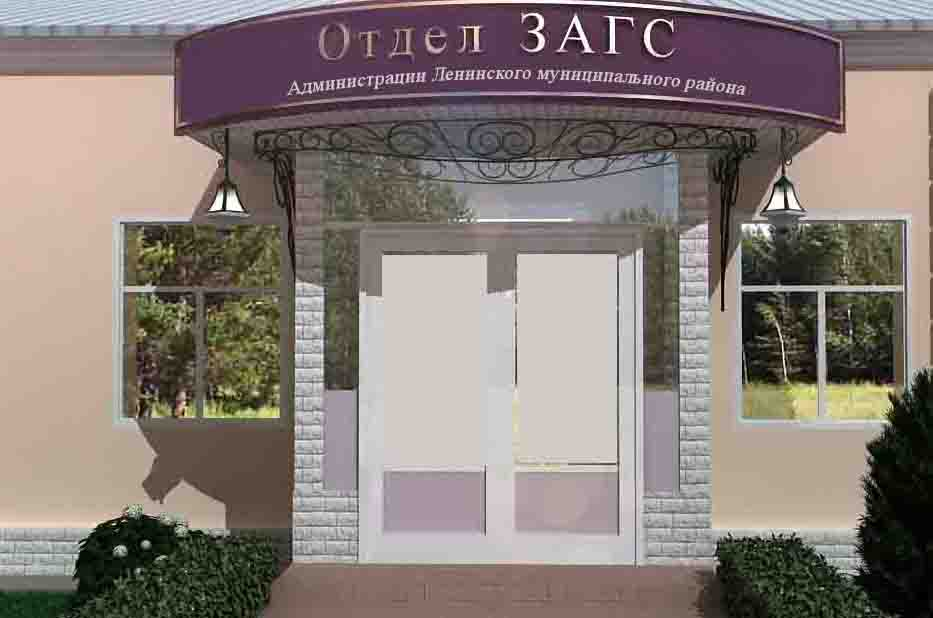 Отдел ЗАГС
Администрации Ленинского муниципального района